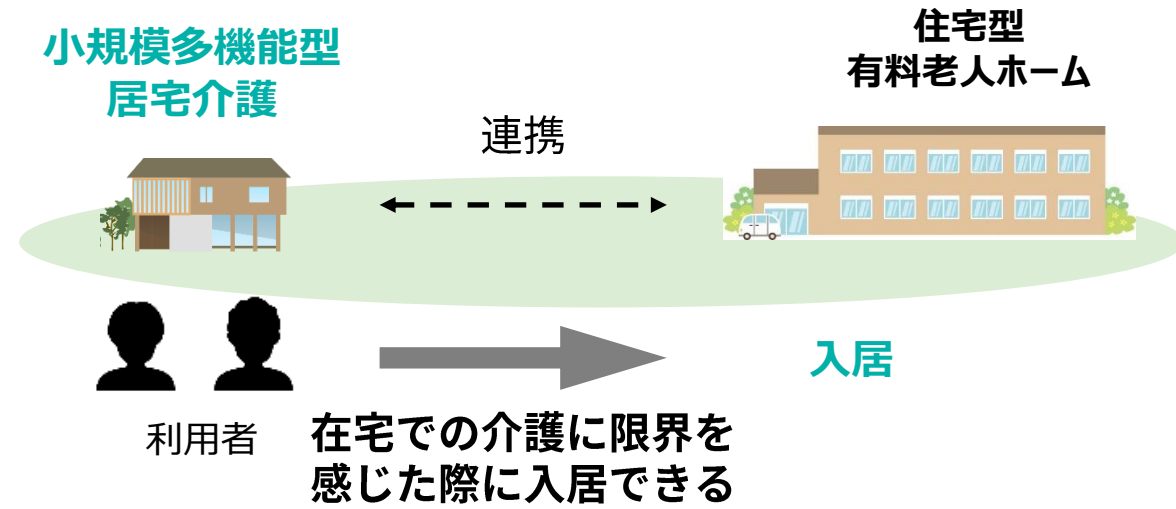 小規模多機能型
居宅介護
住宅型
有料老人ホーム
連携
入居
利用者
在宅での介護に限界を
感じた際に入居できる